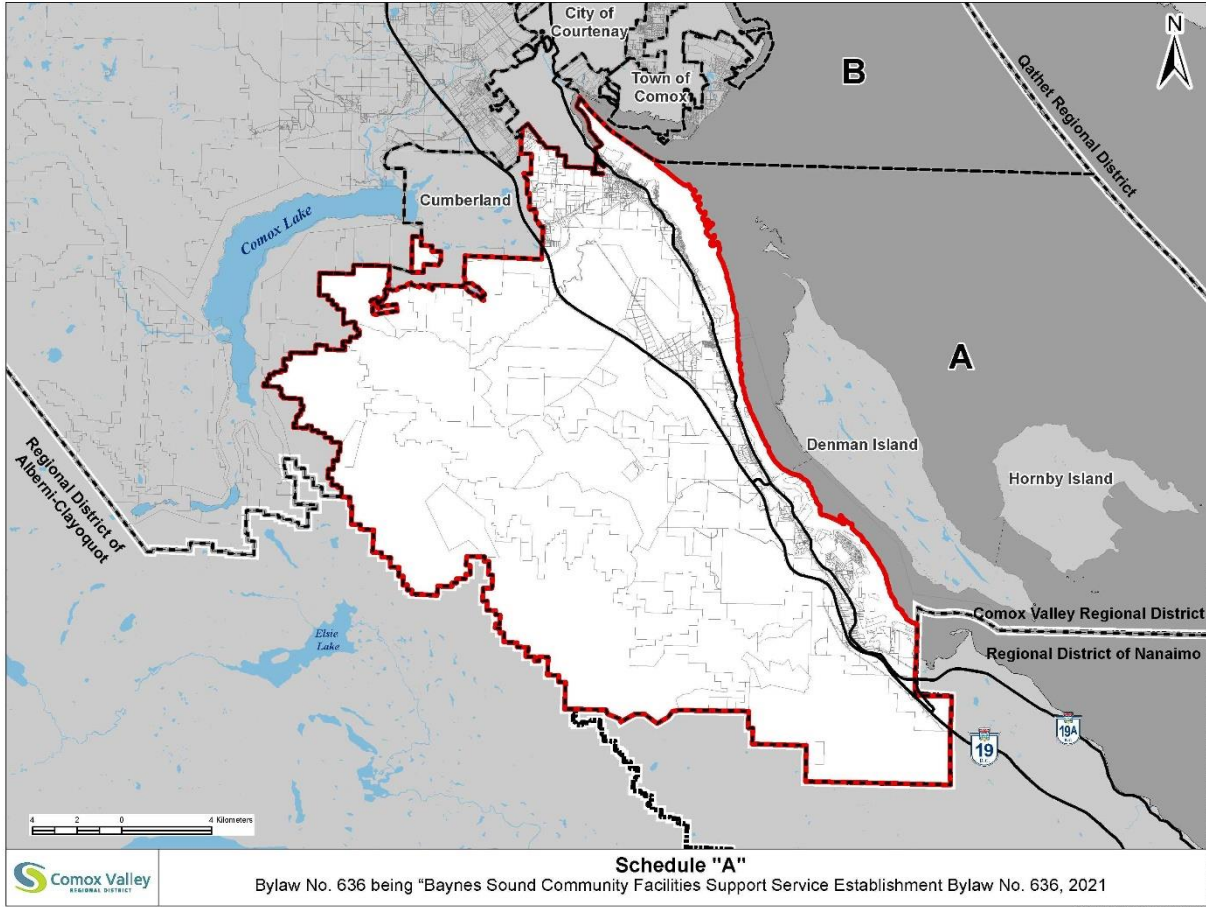 City of
Courtenay
Town of
Comox
B
N
Qathet Regional District
Cumberland
Comox Lake
A
Denman Island
Hornby Island
Regional District of
Alberni-Clayoquot
Elsie
Lake
Comox Valley Regional District
Regional District of Nanaimo
19A
B.C.
19
B.C.
4 2 0 4 Kilometers
Comox Valley
REGIONAL DISTRICT
Schedule "A"
Bylaw No. 636 being “Baynes Sound Community Facilities Support Service Establishment Bylaw No. 636, 2021